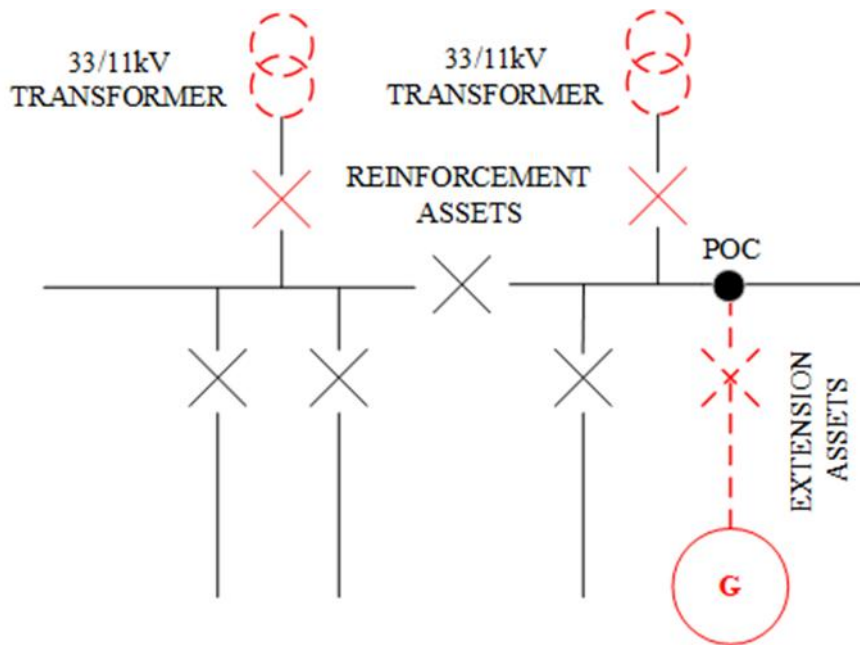 33/11kV
TRANSFORMER
33/11kV
TRANSFORMER
REINFORCEMENT
ASSETS
POC
EXTENSION
ASSETS
G